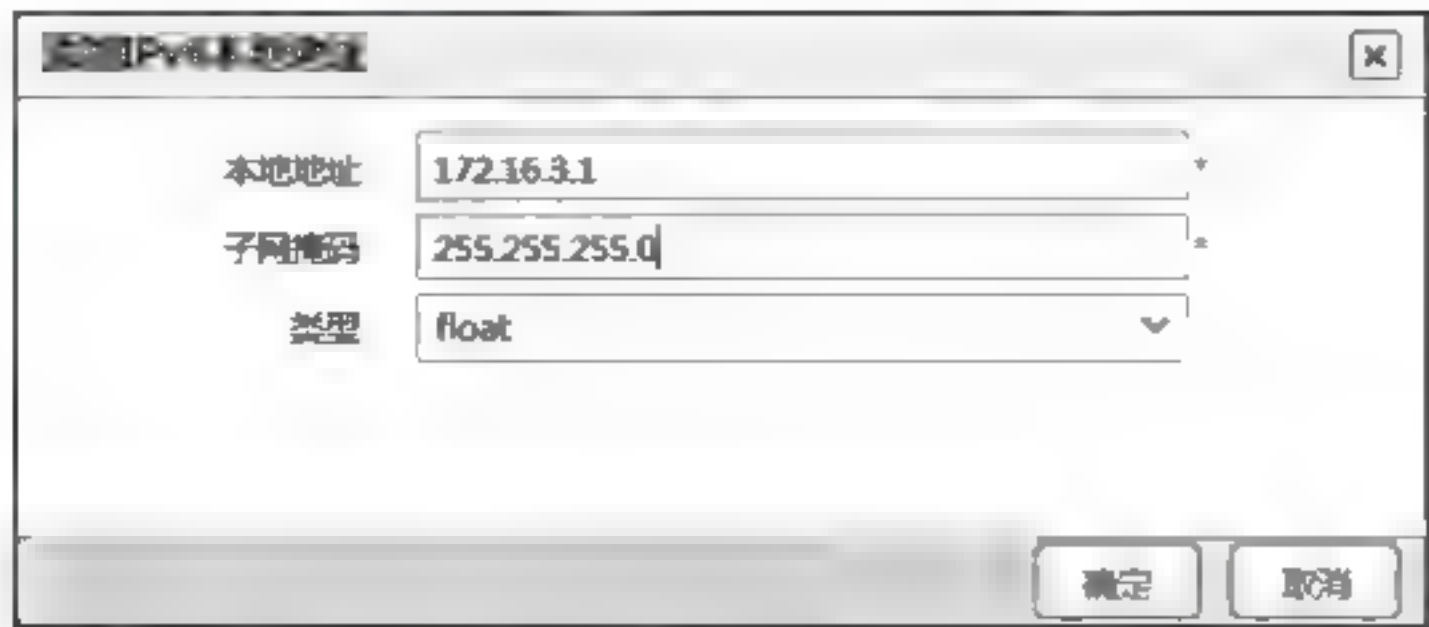 本地地址 172.16.3.1 *
子网掩码 255.255.255.0 *
类型 float
确定 取消